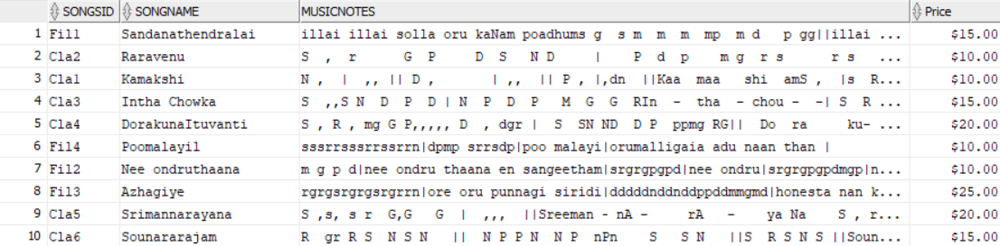 SONGSID SONGNAME MUSICNOTES Price
1 Fil1 Sandanathendralai illai illai solla oru kaNam poadhums g s m m m mp m d p gg||illai ... $15.00
2 Cla2 Raravenu S , r G P D S N D | P d p m g r s r s ... $10.00
3 Cla1 Kamakshi N , | ,, || D , | ,, || P , |,dn ||Kaa maa shi amS , |s R... $10.00
4 Cla3 Intha Chowka S ,,S N D P D | N P D P M G G RIn - tha - chou - -| S R... $15.00
5 Cla4 DorakunaItuvanti S , R , mg G P,,,,, D , dgr | S SN ND D P ppmg RG|| Do ra ku- ... $20.00
6 Fil4 Poomalayil sssrrsssrrssrrn|dpmp srrsdp|poo malayi|orumalligaia adu naan than | $10.00
7 Fil2 Nee ondruthaana m g p d|nee ondru thaana en sangeetham|srgrgpgpd|nee ondru|srgrgpgpdmgp|n... $10.00
8 Fil3 Azhagiye rgrgsrgrgsrgrrn|ore oru punnagi siridi|dddddnddnddppddmmgmd|honesta nan k... $25.00
9 Cla5 Srimannarayana S ,s, s r G,G G | ,,, ||Sreeman - nA - rA - ya Na S , r... $20.00
10 Cla6 Sounararajam R gr R S N S N || N P P N N P nPn S S N ||S R S N S ||Soun... $15.00